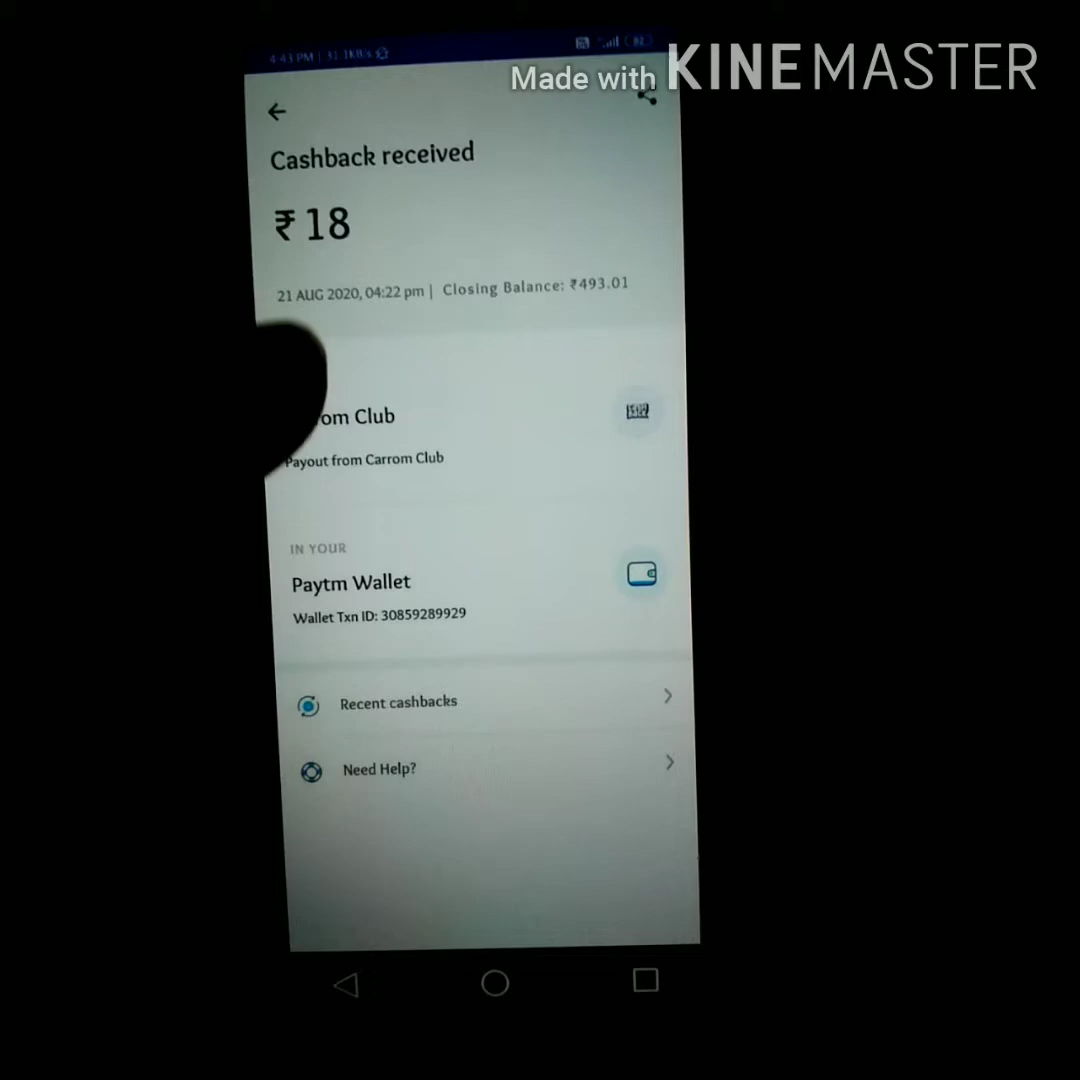 4:43 PM | 31.1KB/s
82
Made with KINEMASTER
Cashback received
₹ 18
21 AUG 2020, 04:22 pm | Closing Balance: ₹493.01
om Club
Payout from Carrom Club
IN YOUR
Paytm Wallet
Wallet Txn ID: 30859289929
Recent cashbacks
Need Help?